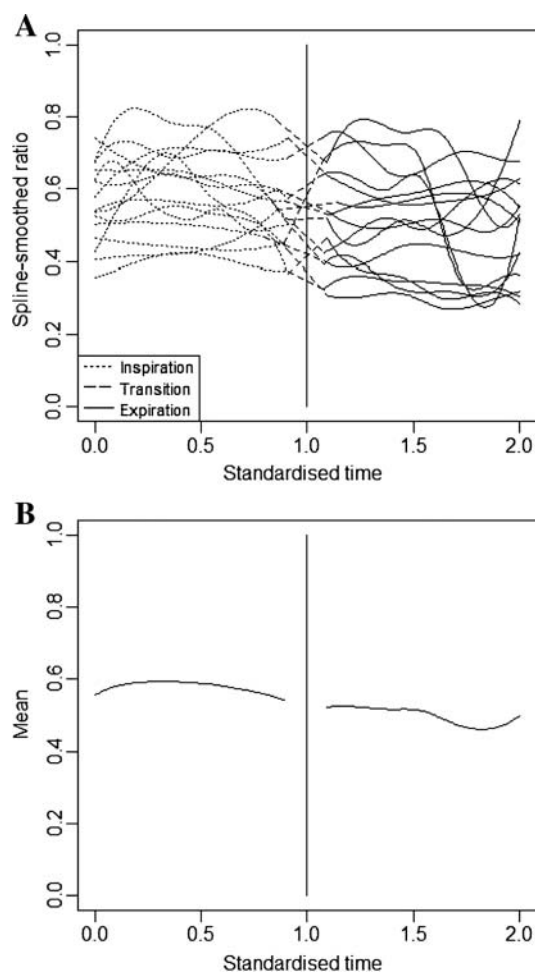 A
Spline-smoothed ratio
1.0
0.8
0.6
0.4
0.2
0.0
Inspiration
Transition
Expiration
0.0 0.5 1.0 1.5 2.0
Standardised time
B
Mean
1.0
0.8
0.6
0.4
0.2
0.0
0.0 0.5 1.0 1.5 2.0
Standardised time